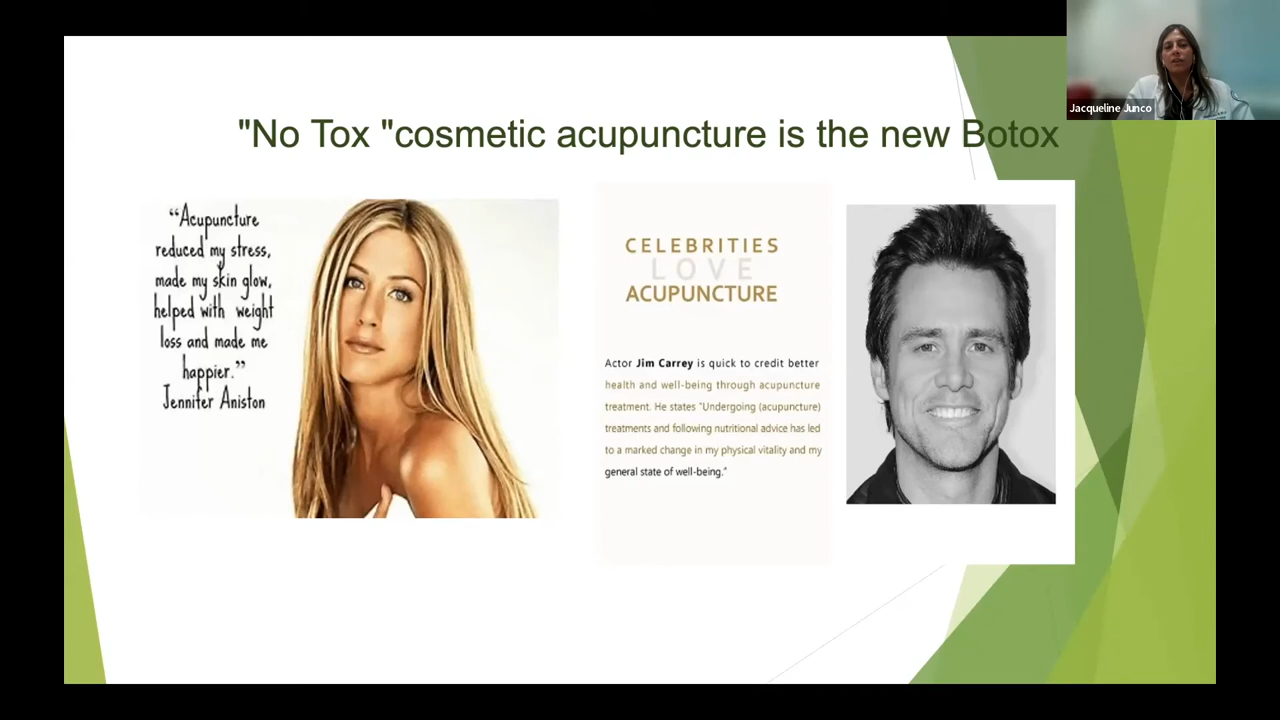 Jacqueline Junco
"No Tox "cosmetic acupuncture is the new Botox
“Acupuncture
reduced my stress,
made my skin glow,
helped with weight
loss and made me
happier.”
Jennifer Aniston
CELEBRITIES
LOVE
ACUPUNCTURE
Actor Jim Carrey is quick to credit better
health and well-being through acupuncture
treatment. He states "Undergoing (acupuncture)
treatments and following nutritional advice has led
to a marked change in my physical vitality and my
general state of well-being."